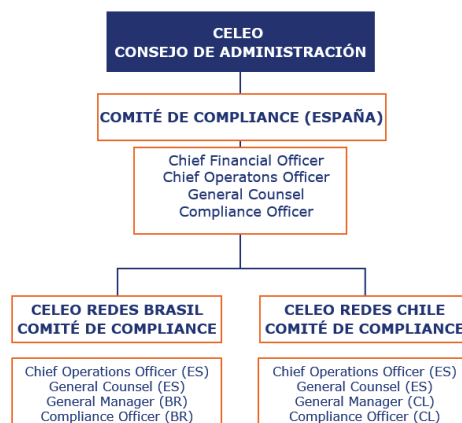 CELEO
CONSEJO DE ADMINISTRACIÓN
COMITÉ DE COMPLIANCE (ESPAÑA)
Chief Financial Officer
Chief Operatons Officer
General Counsel
Compliance Officer
CELEO REDES BRASIL
COMITÉ DE COMPLIANCE
Chief Operations Officer (ES)
General Counsel (ES)
General Manager (BR)
Compliance Officer (BR)
CELEO REDES CHILE
COMITÉ DE COMPLIANCE
Chief Operations Officer (ES)
General Counsel (ES)
General Manager (CL)
Compliance Officer (CL)